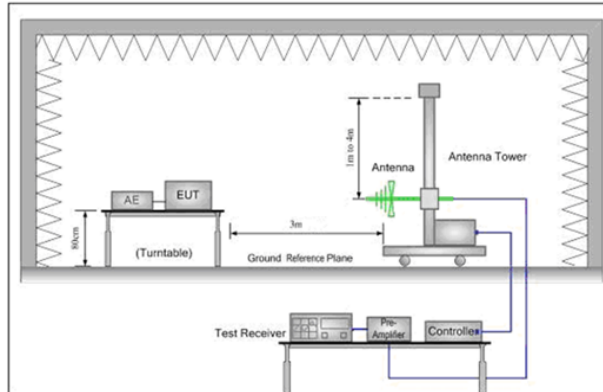 1m to 4m
Antenna
Antenna Tower
AE
EUT
80cm
(Turntable)
3m
Ground Reference Plane
Test Receiver
Pre-
Amplifier
Controller